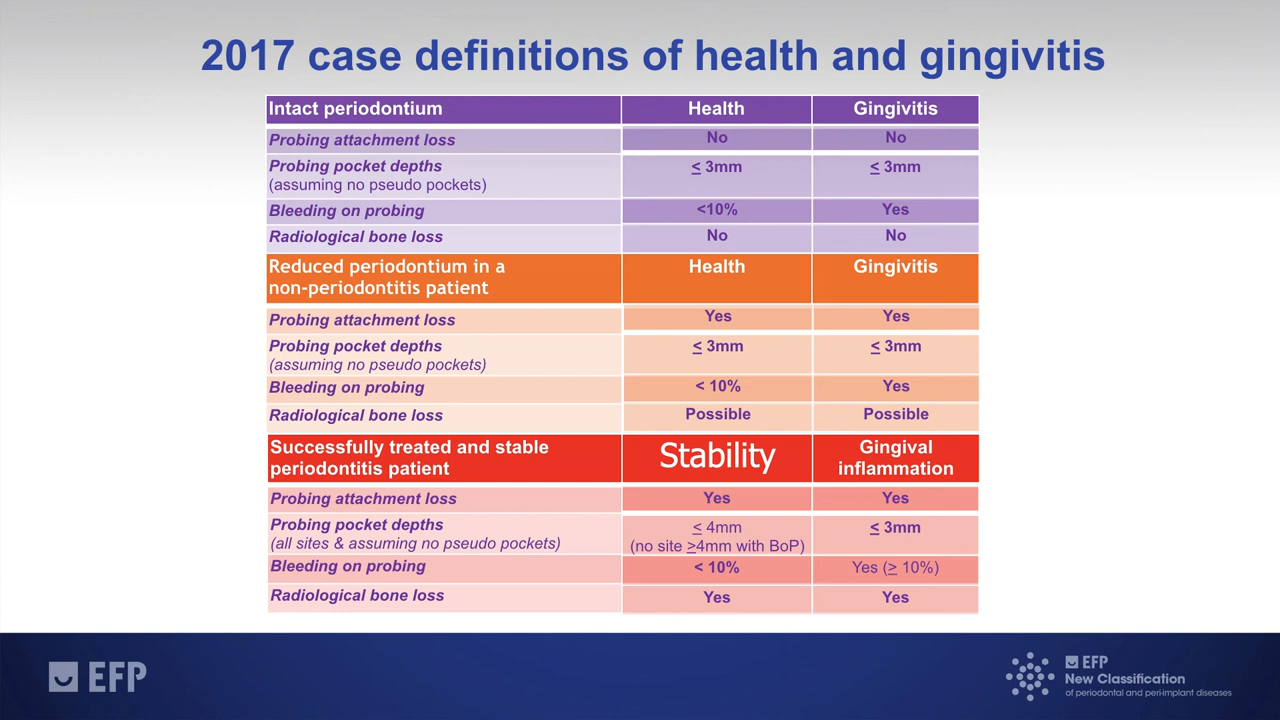 2017 case definitions of health and gingivitis
Intact periodontium Health Gingivitis
Probing attachment loss No No
Probing pocket depths ≤ 3mm ≤ 3mm
(assuming no pseudo pockets)
Bleeding on probing <10% Yes
Radiological bone loss No No
Reduced periodontium in a Health Gingivitis
non-periodontitis patient
Probing attachment loss Yes Yes
Probing pocket depths ≤ 3mm ≤ 3mm
(assuming no pseudo pockets)
Bleeding on probing < 10% Yes
Radiological bone loss Possible Possible
Successfully treated and stable Stability Gingival
periodontitis patient inflammation
Probing attachment loss Yes Yes
Probing pocket depths ≤ 4mm ≤ 3mm
(all sites & assuming no pseudo pockets) (no site ≥4mm with BoP)
Bleeding on probing < 10% Yes (≥ 10%)
Radiological bone loss Yes Yes
EFP
EFP
New Classification
of periodontal and peri-implant diseases